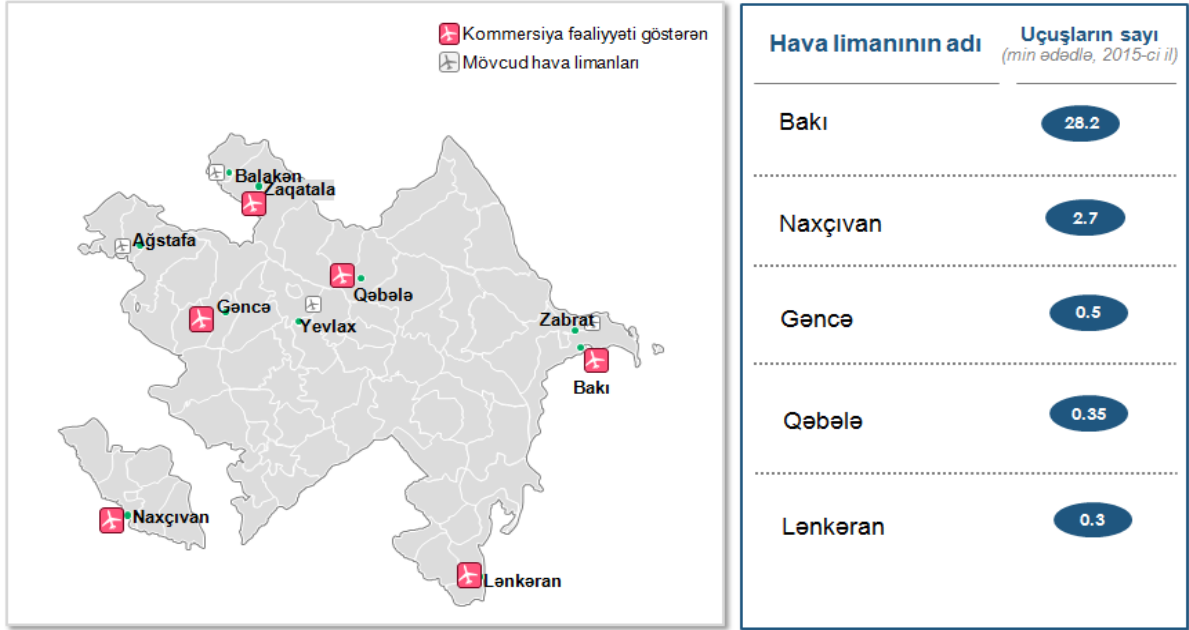 Kommersiya fəaliyyəti göstərən
Mövcud hava limanları
Balakən
Zaqatala
Ağstafa
Qəbələ
Gəncə
Yevlax
Zabrat
Bakı
Naxçıvan
Lənkəran
Hava limanının adı
Uçuşların sayı
(min ədədlə, 2015-ci il)
Bakı
28.2
Naxçıvan
2.7
Gəncə
0.5
Qəbələ
0.35
Lənkəran
0.3